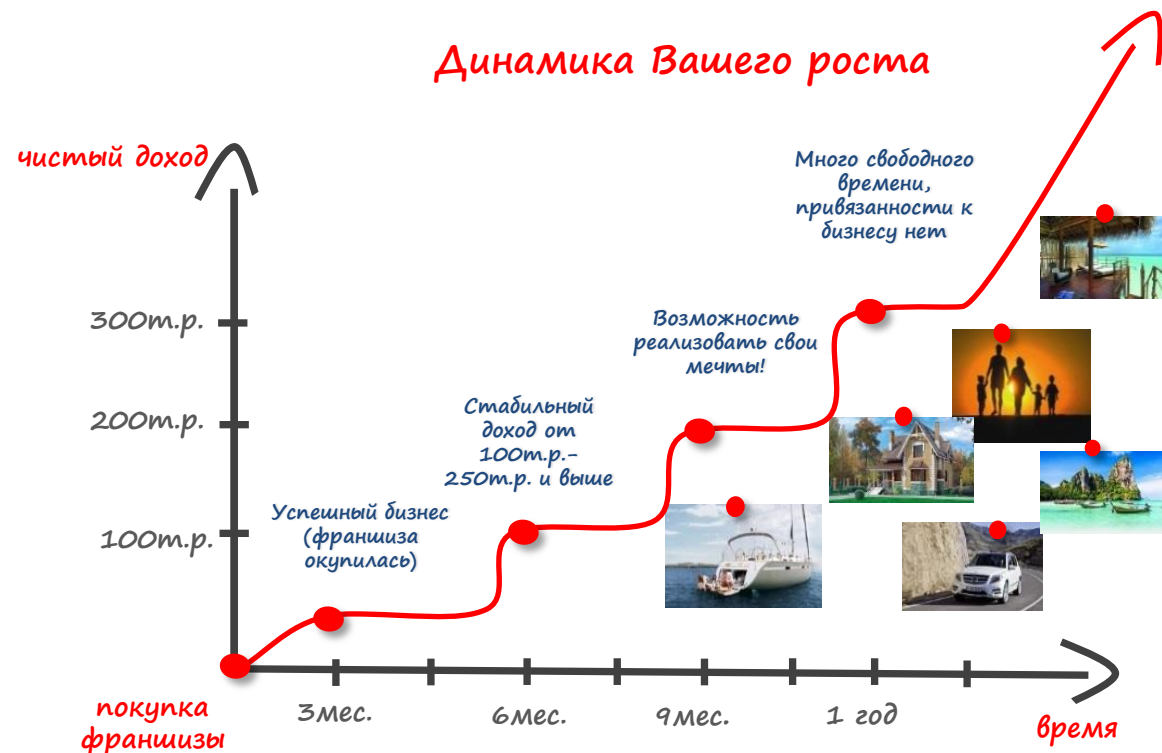 Динамика Вашего роста
чистый доход
Много свободного
времени,
привязанности к
бизнесу нет
300т.р.
Возможность
реализовать свои
мечты!
200т.р.
Стабильный
доход от
100т.р.-
250т.р. и выше
100т.р.
Успешный бизнес
(франшиза
окупилась)
покупка
франшизы
3мес.
6мес.
9мес.
1 год
время